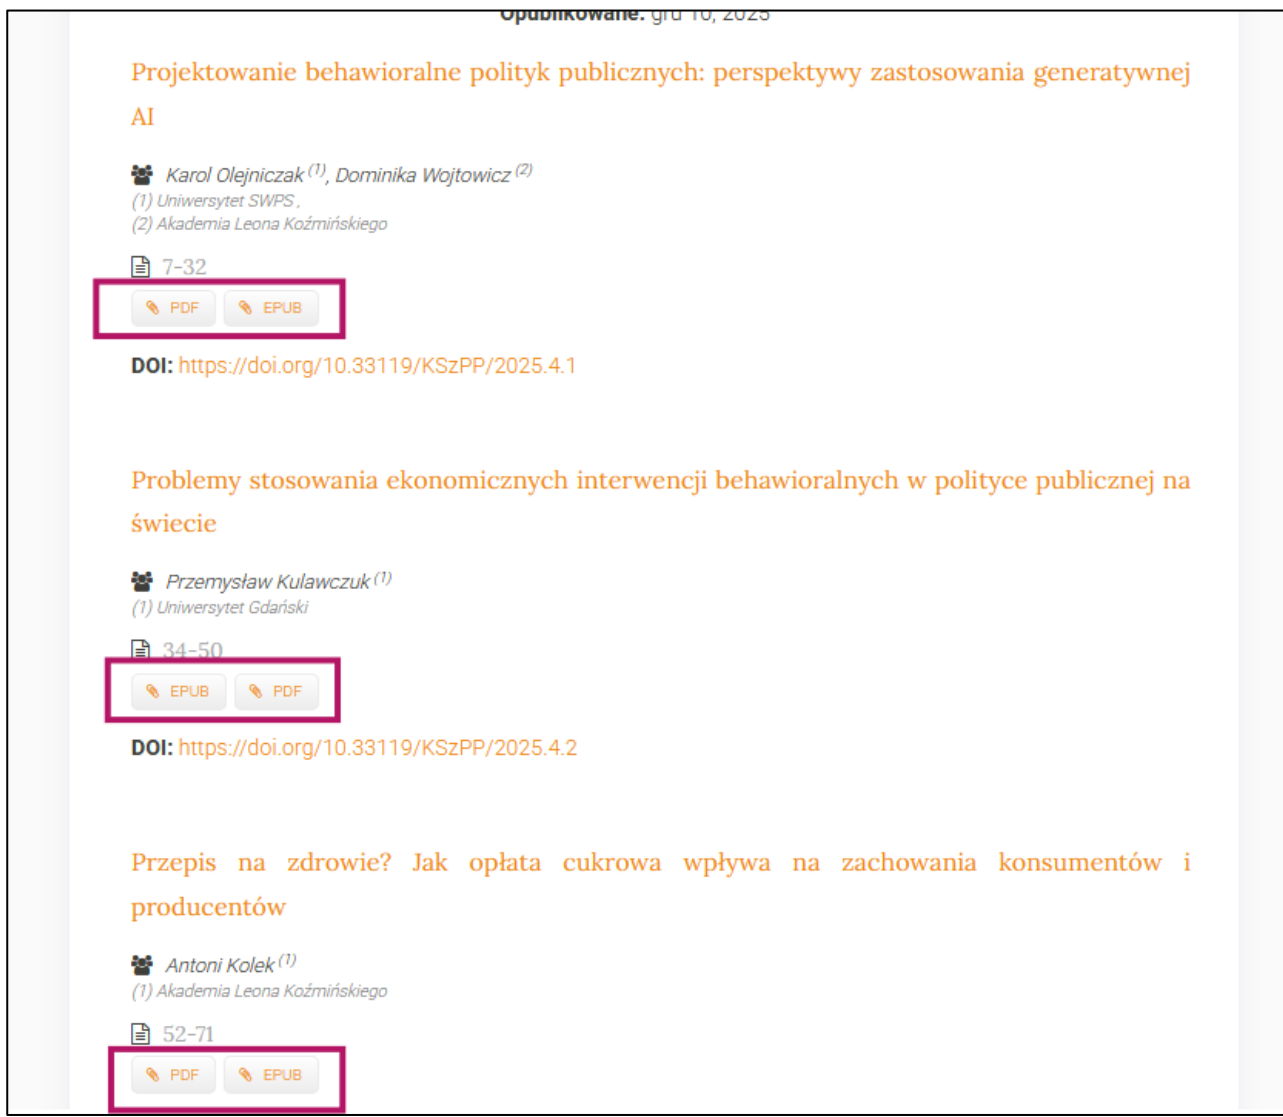 Opublikowane: gru 10, 2025
Projektowanie behawioralne polityk publicznych: perspektywy zastosowania generatywnej
AI
Karol Olejniczak (1), Dominika Wojtowicz (2)
(1) Uniwersytet SWPS ,
(2) Akademia Leona Koźmińskiego
7-32
PDF EPUB
DOI: https://doi.org/10.33119/KSzPP/2025.4.1
Problemy stosowania ekonomicznych interwencji behawioralnych w polityce publicznej na
świecie
Przemysław Kulawczuk (1)
(1) Uniwersytet Gdański
34-50
EPUB PDF
DOI: https://doi.org/10.33119/KSzPP/2025.4.2
Przepis na zdrowie? Jak opłata cukrowa wpływa na zachowania konsumentów i
producentów
Antoni Kolek (1)
(1) Akademia Leona Koźmińskiego
52-71
PDF EPUB